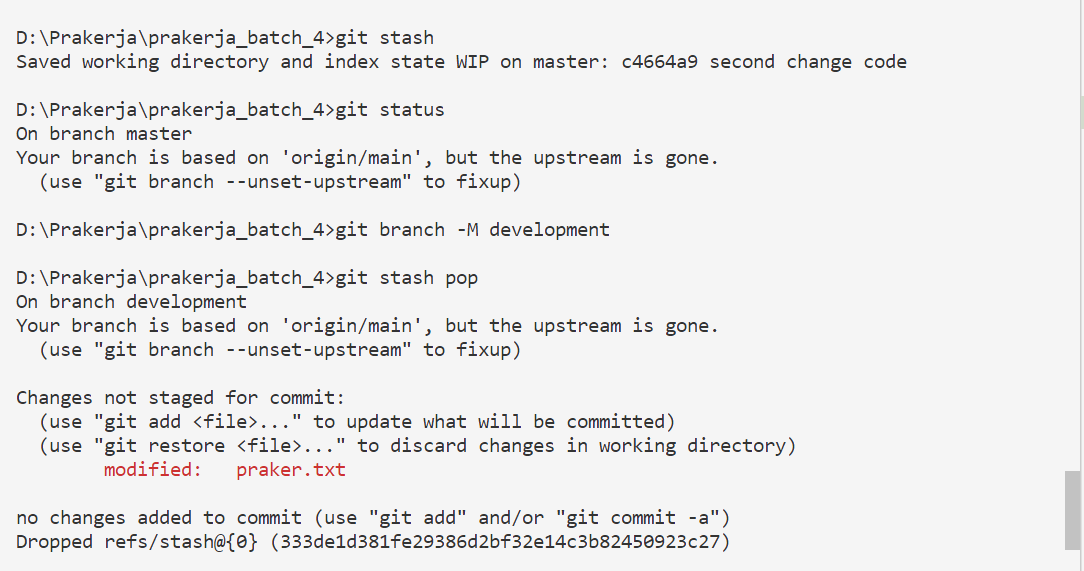 D:\Prakerja\prakerja_batch_4>git stash
Saved working directory and index state WIP on master: c4664a9 second change code
D:\Prakerja\prakerja_batch_4>git status
On branch master
Your branch is based on 'origin/main', but the upstream is gone.
  (use "git branch --unset-upstream" to fixup)
D:\Prakerja\prakerja_batch_4>git branch -M development
D:\Prakerja\prakerja_batch_4>git stash pop
On branch development
Your branch is based on 'origin/main', but the upstream is gone.
  (use "git branch --unset-upstream" to fixup)
Changes not staged for commit:
  (use "git add <file>..." to update what will be committed)
  (use "git restore <file>..." to discard changes in working directory)
        modified:   praker.txt
no changes added to commit (use "git add" and/or "git commit -a")
Dropped refs/stash@{0} (333de1d381fe29386d2bf32e14c3b82450923c27)